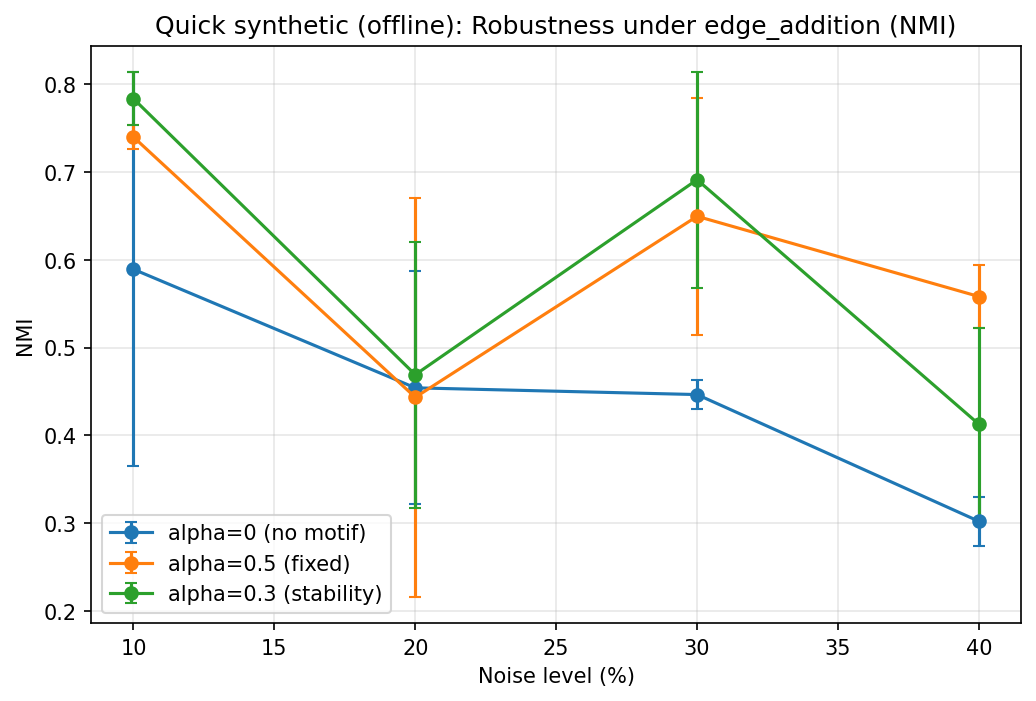 Quick synthetic (offline): Robustness under edge_addition (NMI)
0.8
0.7
0.6
0.5
0.4
0.3
0.2
NMI
alpha=0 (no motif)
alpha=0.5 (fixed)
alpha=0.3 (stability)
10 15 20 25 30 35 40
Noise level (%)